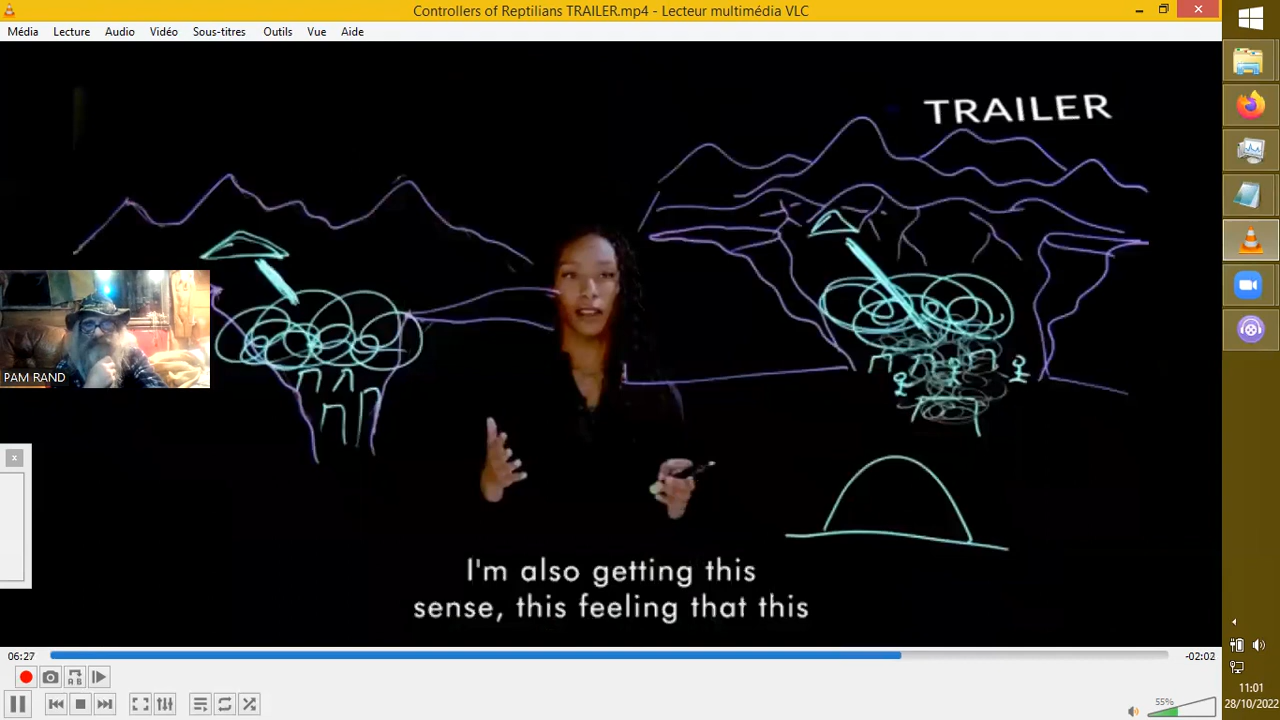 Controllers of Reptilians TRAILER.mp4 - Lecteur multimédia VLC
Média Lecture Audio Vidéo Sous-titres Outils Vue Aide
TRAILER
PAM RAND
x
I'm also getting this
sense, this feeling that this
06:27
-02:02
A B
55%
11:01
28/10/2022